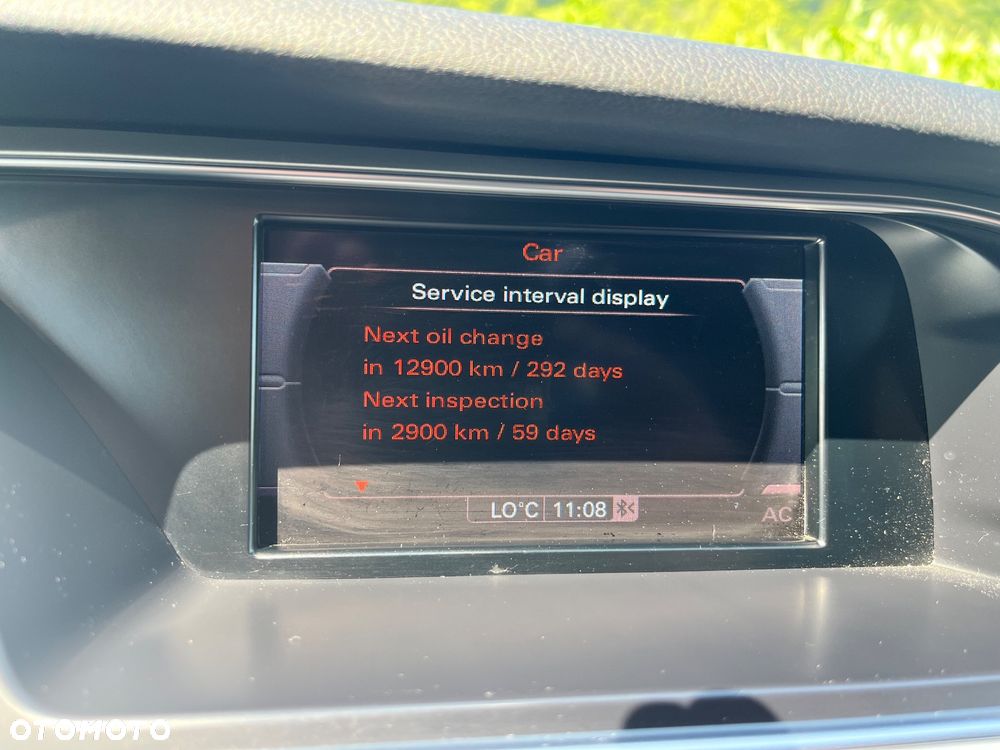 Car
Service interval display
Next oil change
in 12900 km / 292 days
Next inspection
in 2900 km / 59 days
LO°C 11:08
AC
OTOMOTO